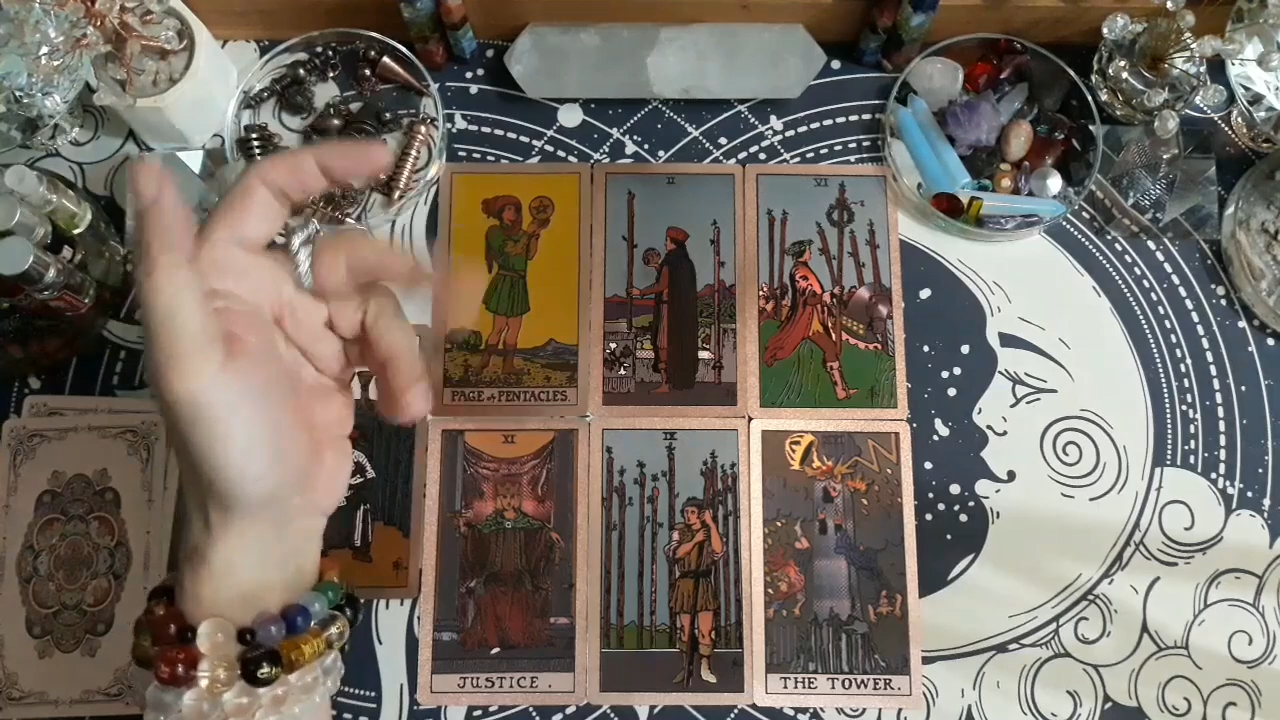 II
VI
PAGE of PENTACLES.
XI
IX
JUSTICE .
THE TOWER.